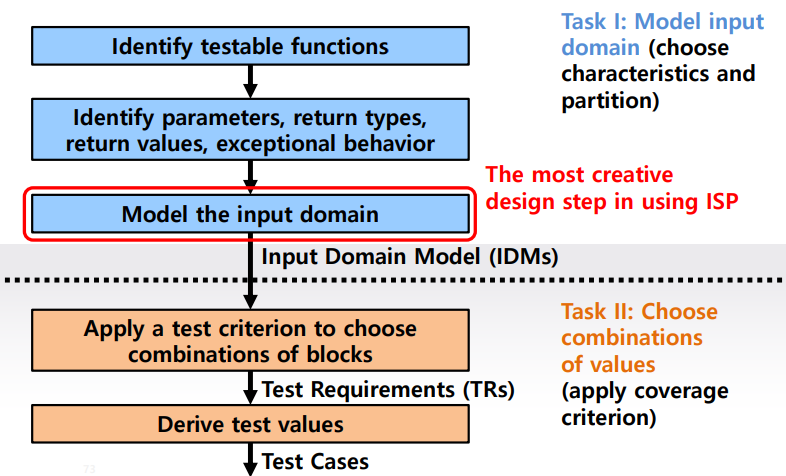 Identify testable functions
Task I: Model input
domain (choose
characteristics and
partition)
Identify parameters, return types,
return values, exceptional behavior
The most creative
design step in using ISP
Model the input domain
Input Domain Model (IDMs)
Apply a test criterion to choose
combinations of blocks
Task II: Choose
combinations
of values
(apply coverage
criterion)
Test Requirements (TRs)
Derive test values
Test Cases
73